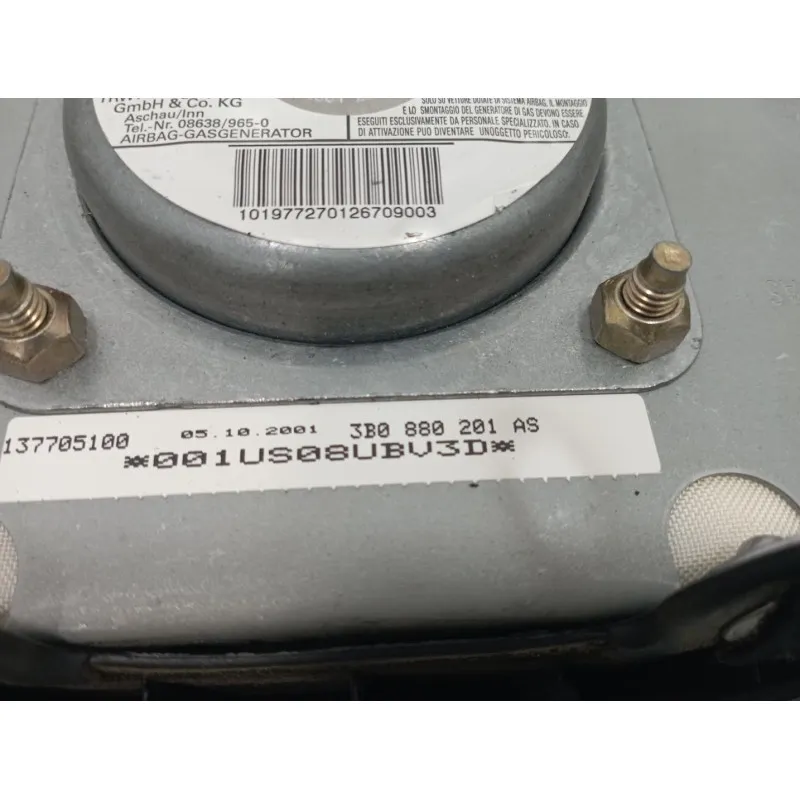 GmbH & Co. KG
Aschau/Inn
Tel.-Nr. 08638/965-0
AIRBAG-GASGENERATOR
SOLO SU VETTURE DOTATE DI SISTEMA AIRBAG. IL MONTAGGIO
E LO SMONTAGGIO DEL GENERATORE DI GAS DEVONO ESSERE
ESEGUITI ESCLUSIVAMENTE DA PERSONALE SPECIALIZZATO. IN CASO
DI ATTIVAZIONE PUO DIVENTARE UNOGGETTO PERICOLOSO.
101977270126709003
137705100 05.10.2001 3B0 880 201 AS
*001US08UBV3D*